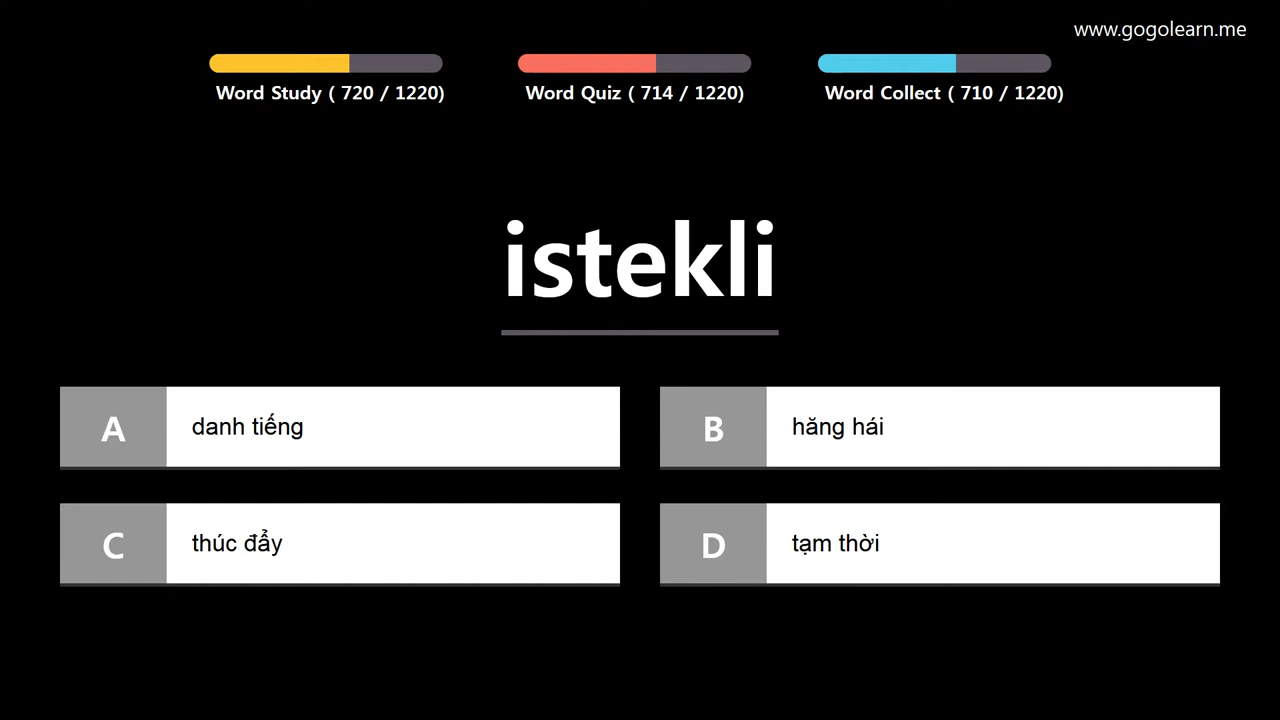 www.gogolearn.me
Word Study ( 720 / 1220)
Word Quiz ( 714 / 1220)
Word Collect ( 710 / 1220)
istekli
A danh tiếng
B hăng hái
C thúc đẩy
D tạm thời